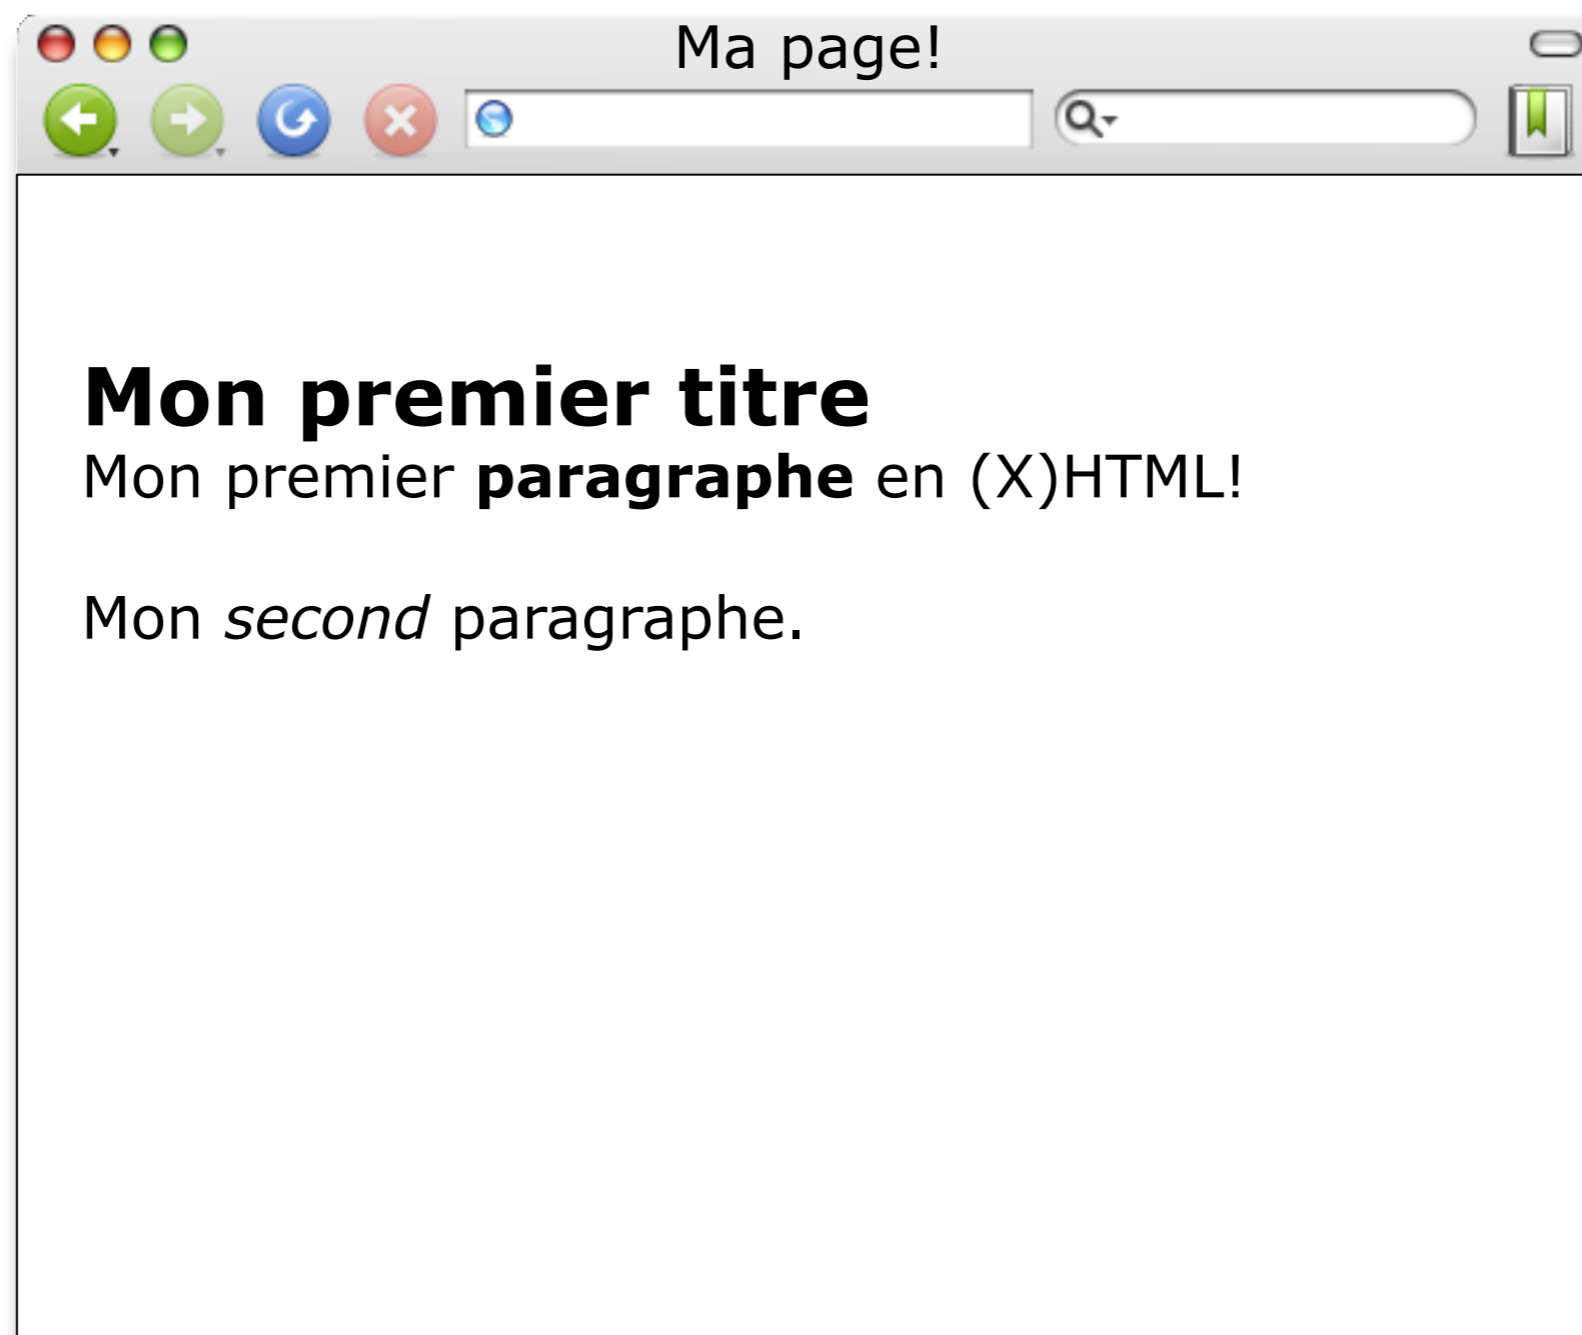 Ma page!
Mon premier titre
Mon premier paragraphe en (X)HTML!
Mon second paragraphe.